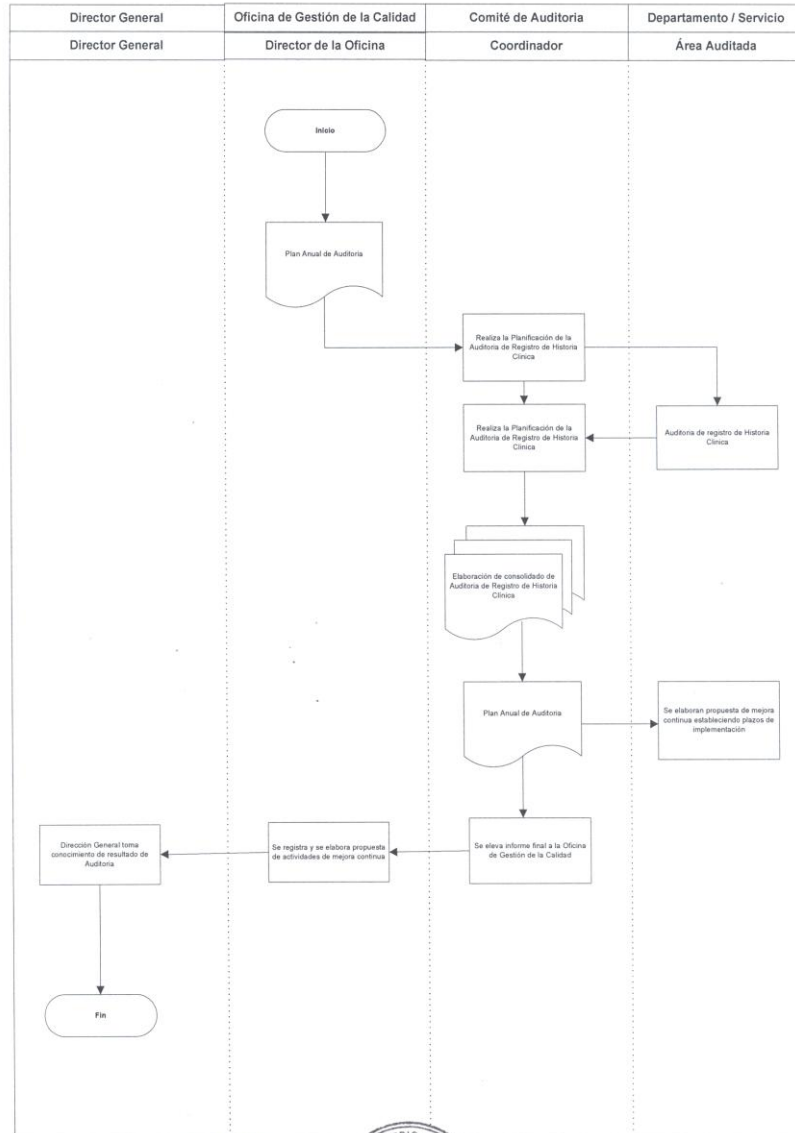 Director General
Oficina de Gestión de la Calidad
Comité de Auditoria
Departamento / Servicio
Director General
Director de la Oficina
Coordinador
Área Auditada
Inicio
Plan Anual de Auditoria
Realiza la Planificación de la
Auditoria de Registro de Historia
Clínica
Realiza la Planificación de la
Auditoria de Registro de Historia
Clínica
Auditoria de registro de Historia
Clínica
Elaboración de consolidado de
Auditoria de Registro de Historia
Clínica
Plan Anual de Auditoria
Se elaboran propuesta de mejora
continua estableciendo plazos de
implementación
Dirección General toma
conocimiento de resultado de
Auditoria
Se registra y se elabora propuesta
de actividades de mejora continua
Se eleva informe final a la Oficina
de Gestión de la Calidad
Fin